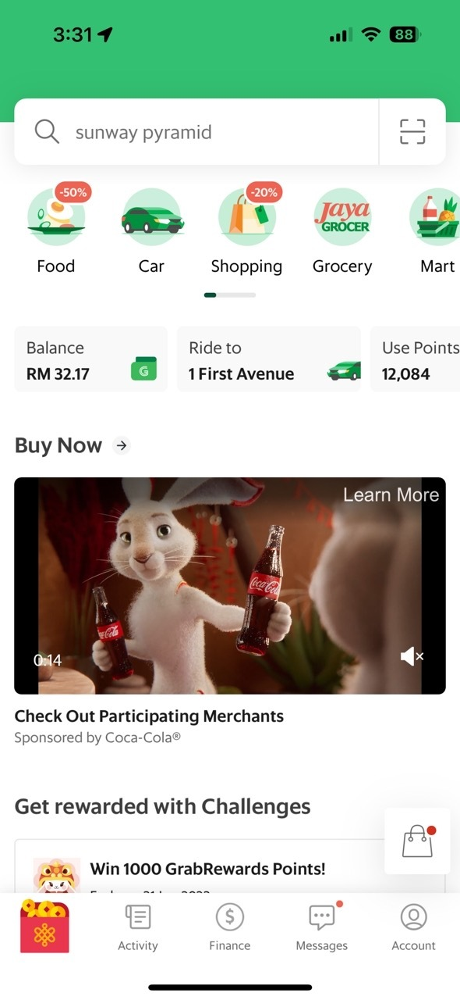 3:31
88
sunway pyramid
-50%
-20%
Jaya
GROCER
Food
Car
Shopping
Grocery
Mart
Balance
Ride to
Use Points
RM 32.17
G
1 First Avenue
12,084
Buy Now
Learn More
Coca-Cola
Coca-Cola
0:14
Check Out Participating Merchants
Sponsored by Coca-Cola®
Get rewarded with Challenges
Win 1000 GrabRewards Points!
Activity
Finance
Messages
Account